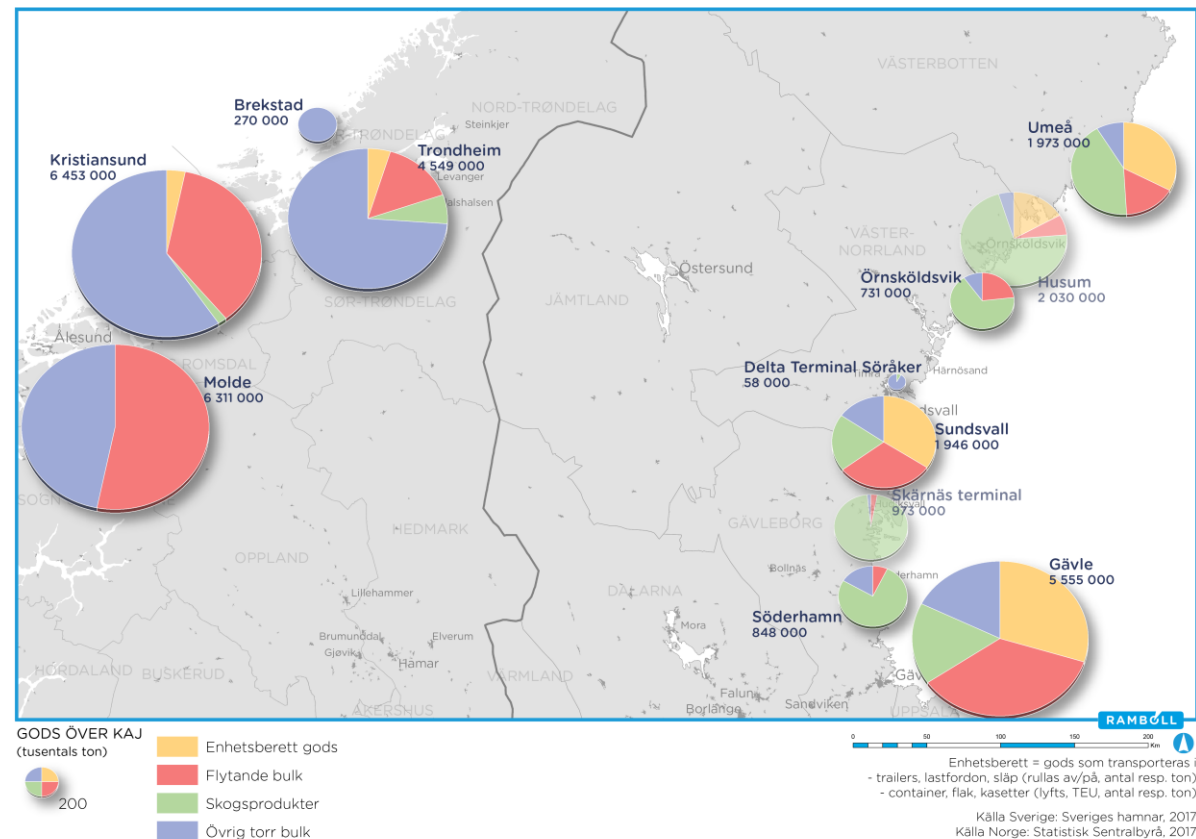 VÄSTERBOTTEN
Brekstad
270 000
NORD-TRØNDELAG
Steinkjer
SØR-TRØNDELAG
Umeå
1 973 000
Trondheim
4 549 000
Levanger
Kristiansund
6 453 000
VÄSTER-
NORRLAND
Örnsköldsvik
Östersund
Örnsköldsvik
731 000
Husum
2 030 000
JÄMTLAND
SØR-TRØNDELAG
Ålesund
ROMSDAL
Molde
6 311 000
Delta Terminal Söråker
58 000
Timrå
Härnösand
Sundsvall
1 946 000
Skärnäs terminal
973 000
SOGN
HEDMARK
GÄVLEBORG
OPPLAND
Bollnäs
Gävle
5 555 000
Lillehammer
DALARNA
Söderhamn
848 000
Mora
Brumunddal
Elverum
Gjøvik
Hamar
HORDALAND
BUSKERUD
VÄRMLAND
Falun
Sandviken
Borlänge
AKERSHUS
UPPSALA
RAMBOLL
GODS ÖVER KAJ
(tusentals ton)
200
Enhetsberett gods
Flytande bulk
Skogsprodukter
Övrig torr bulk
0 50 100 150 200
Km
Enhetsberett = gods som transporteras i
- trailers, lastfordon, släp (rullas av/på, antal resp. ton)
- container, flak, kasetter (lyfts, TEU, antal resp. ton)
Källa Sverige: Sveriges hamnar, 2017
Källa Norge: Statistisk Sentralbyrå, 2017